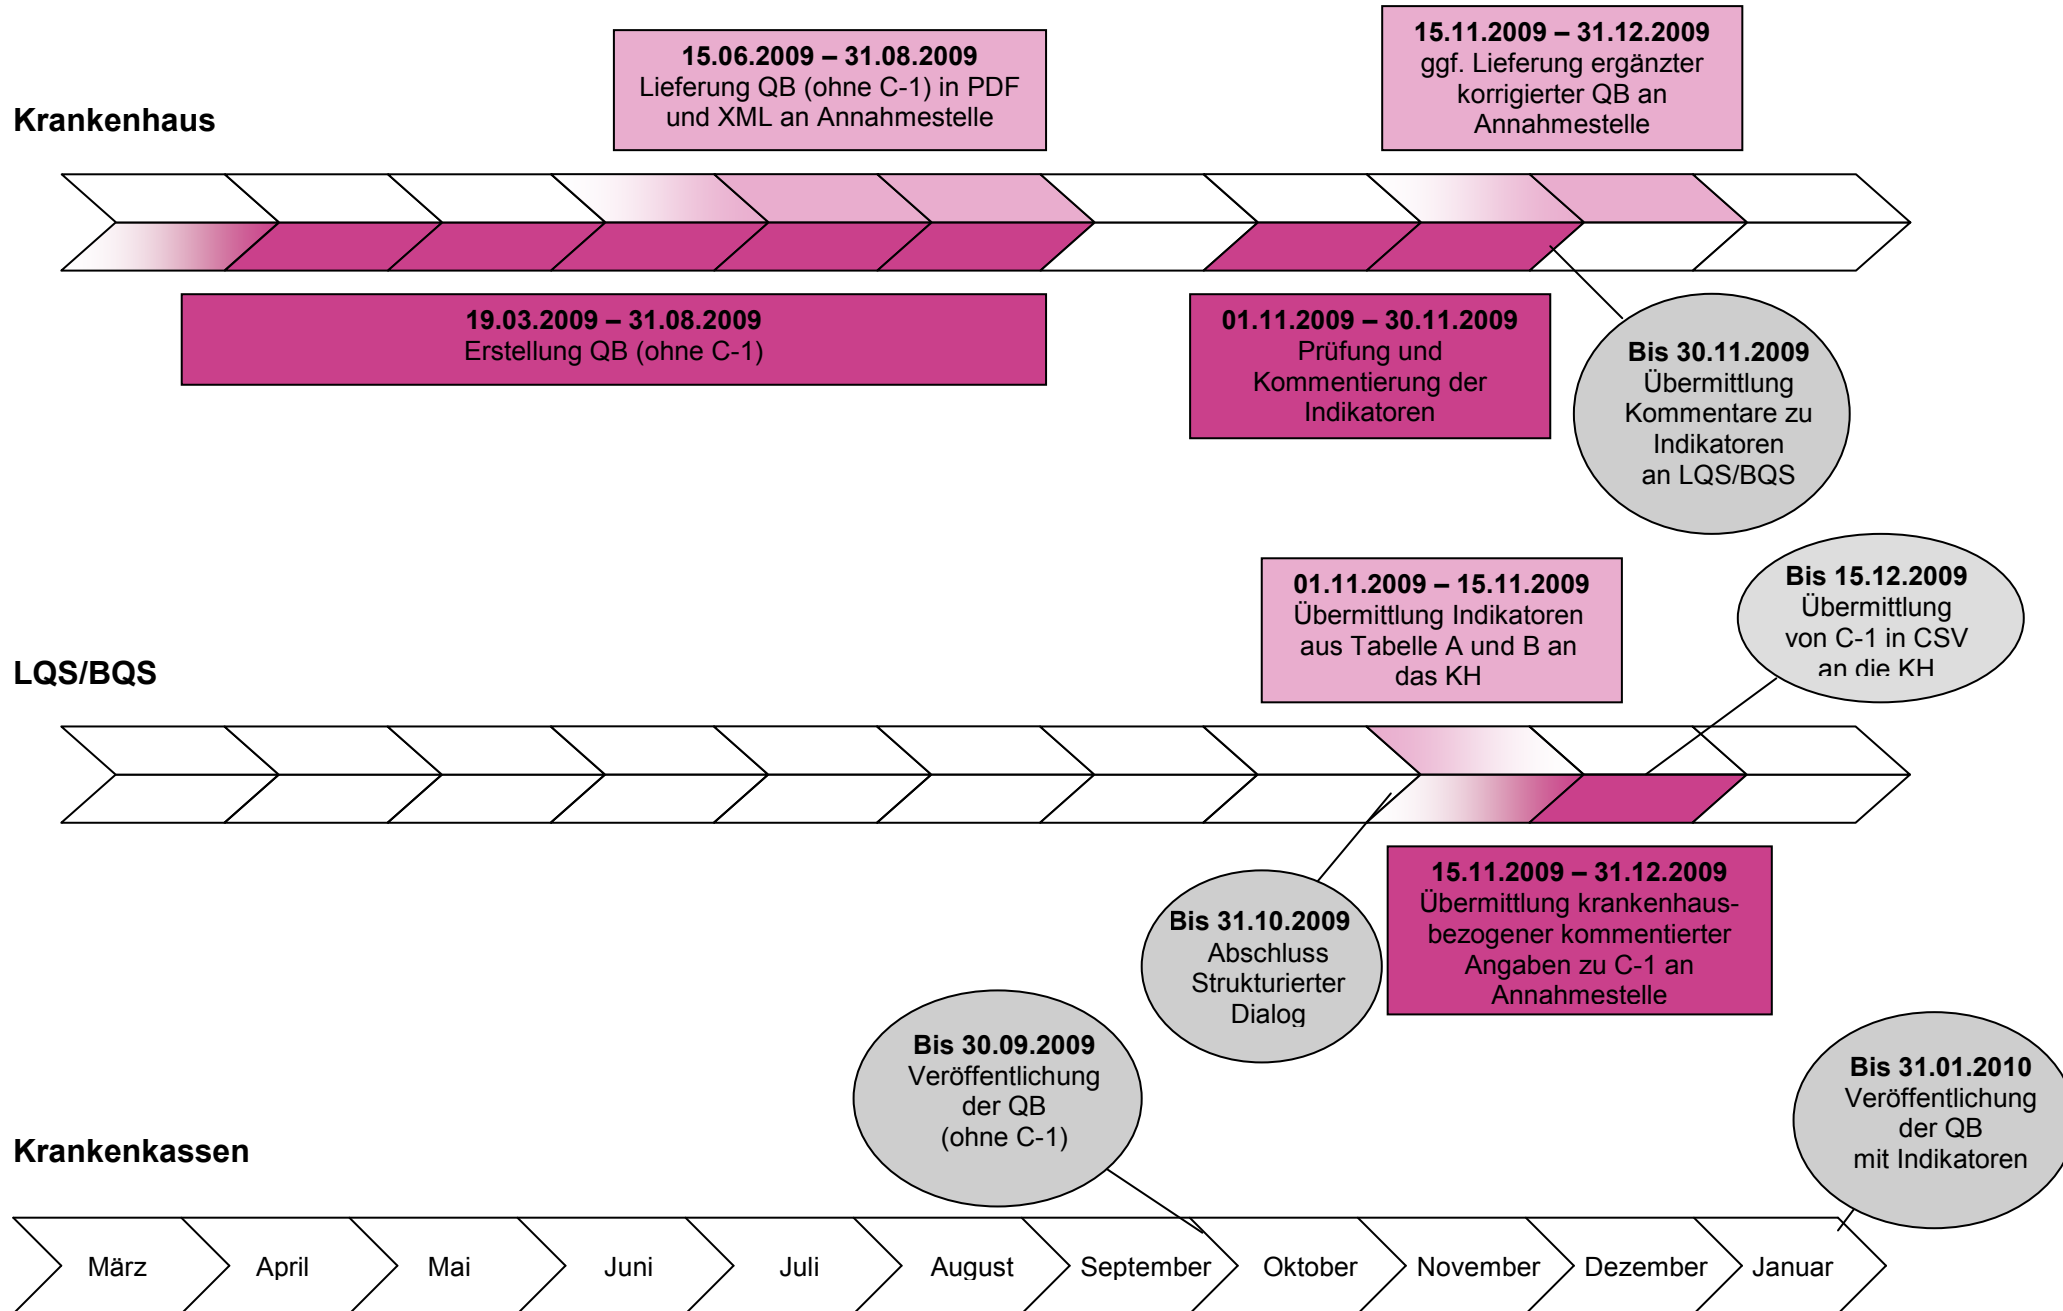 15.06.2009 – 31.08.2009
Lieferung QB (ohne C-1) in PDF
und XML an Annahmestelle
15.11.2009 – 31.12.2009
ggf. Lieferung ergänzter
korrigierter QB an
Annahmestelle
Krankenhaus
19.03.2009 – 31.08.2009
Erstellung QB (ohne C-1)
01.11.2009 – 30.11.2009
Prüfung und
Kommentierung der
Indikatoren
Bis 30.11.2009
Übermittlung
Kommentare zu
Indikatoren
an LQS/BQS
01.11.2009 – 15.11.2009
Übermittlung Indikatoren
aus Tabelle A und B an
das KH
Bis 15.12.2009
Übermittlung
von C-1 in CSV
an die KH
LQS/BQS
Bis 31.10.2009
Abschluss
Strukturierter
Dialog
15.11.2009 – 31.12.2009
Übermittlung krankenhaus-
bezogener kommentierter
Angaben zu C-1 an
Annahmestelle
Bis 30.09.2009
Veröffentlichung
der QB
(ohne C-1)
Bis 31.01.2010
Veröffentlichung
der QB
mit Indikatoren
Krankenkassen
März April Mai Juni Juli August September Oktober November Dezember Januar